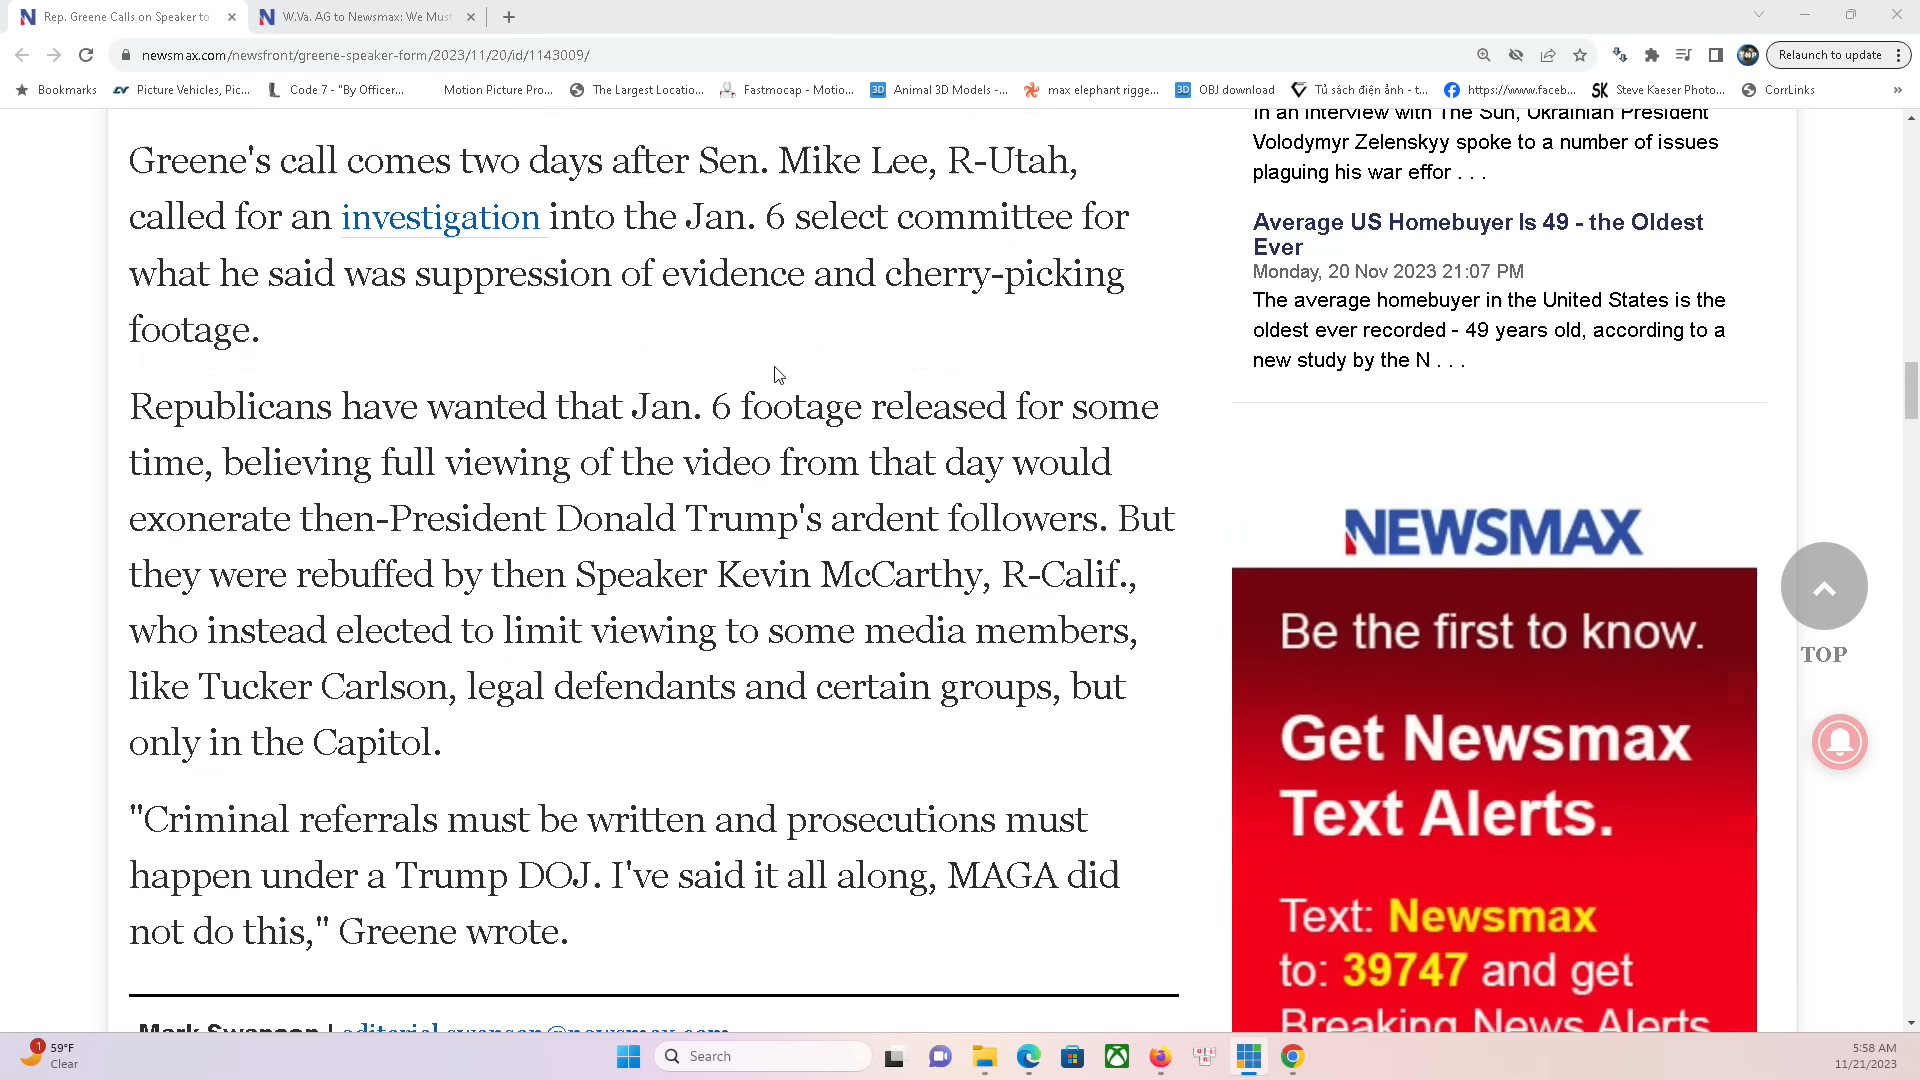 Rep. Greene Calls on Speaker to
W.Va. AG to Newsmax: We Must
newsmax.com/newsfront/greene-speaker-form/2023/11/20/id/1143009/
Relaunch to update
Bookmarks
Picture Vehicles, Pic...
Code 7 - "By Officer...
Motion Picture Pro...
The Largest Locatio...
Fastmocap - Motio...
Animal 3D Models -...
max elephant rigge...
OBJ download
Tủ sách điện ảnh - t...
https://www.faceb...
Steve Kaeser Photo...
CorrLinks
Greene's call comes two days after Sen. Mike Lee, R-Utah,
called for an investigation into the Jan. 6 select committee for
what he said was suppression of evidence and cherry-picking
footage.
Republicans have wanted that Jan. 6 footage released for some
time, believing full viewing of the video from that day would
exonerate then-President Donald Trump's ardent followers. But
they were rebuffed by then Speaker Kevin McCarthy, R-Calif.,
who instead elected to limit viewing to some media members,
like Tucker Carlson, legal defendants and certain groups, but
only in the Capitol.
"Criminal referrals must be written and prosecutions must
happen under a Trump DOJ. I've said it all along, MAGA did
not do this," Greene wrote.
Mark Swanson | editorial.swanson@newsmax.com
In an interview with The Sun, Ukrainian President
Volodymyr Zelenskyy spoke to a number of issues
plaguing his war effor . . .
Average US Homebuyer Is 49 - the Oldest
Ever
Monday, 20 Nov 2023 21:07 PM
The average homebuyer in the United States is the
oldest ever recorded - 49 years old, according to a
new study by the N . . .
NEWSMAX
Be the first to know.
Get Newsmax
Text Alerts.
Text: Newsmax
to: 39747 and get
Breaking News Alerts
TOP
1
59°F
Clear
Search
5:58 AM
11/21/2023